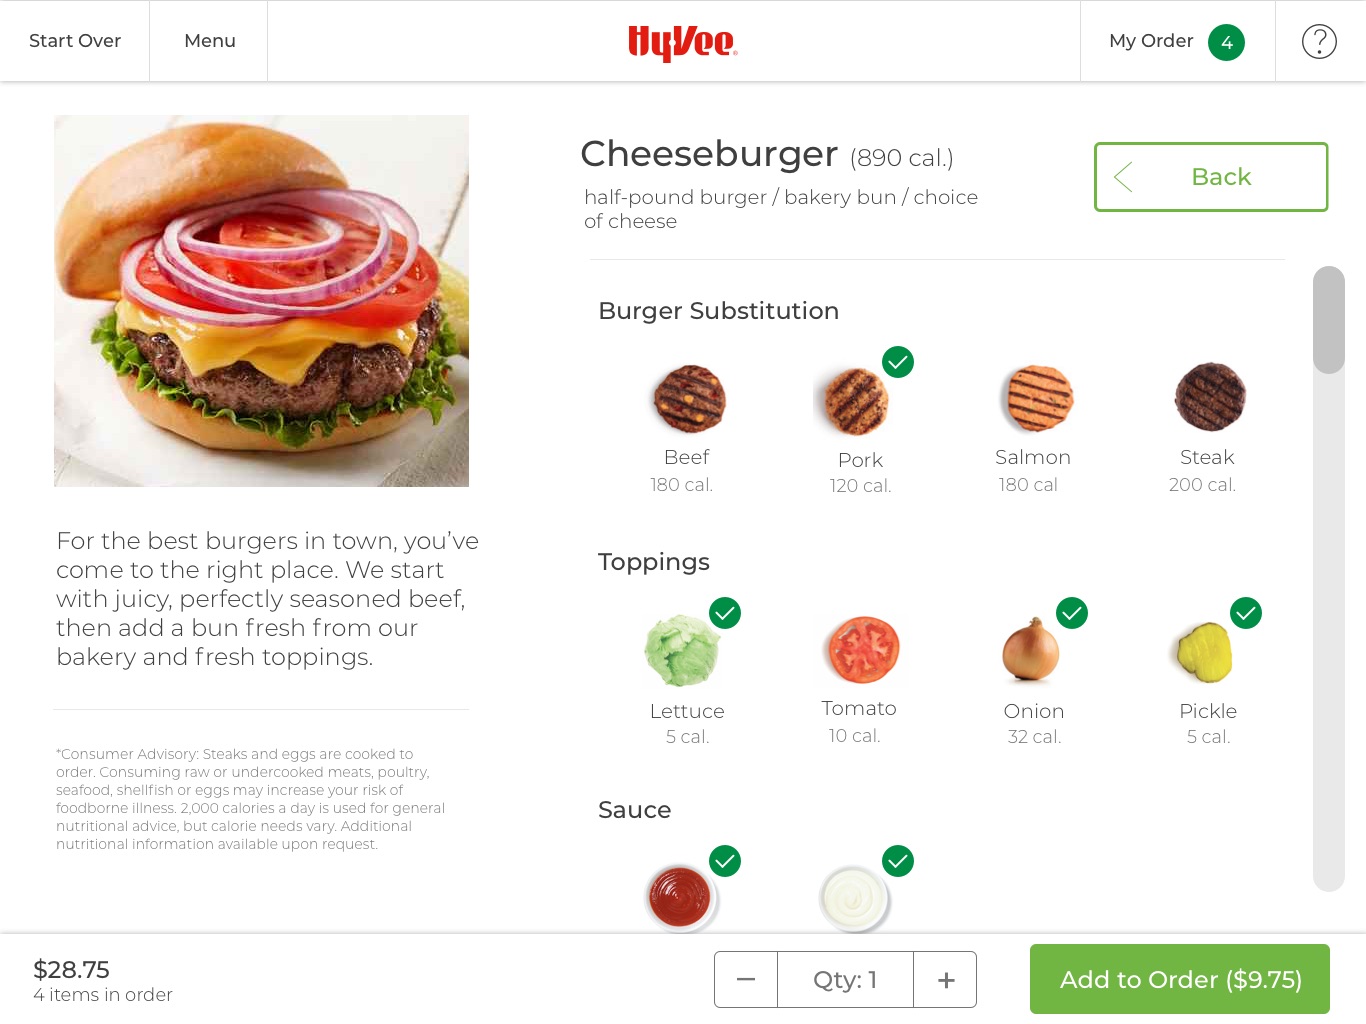 Start Over
Menu
HyVee
My Order
4
?
Cheeseburger (890 cal.)
half-pound burger / bakery bun / choice
of cheese
Back
Burger Substitution
Beef
180 cal.
Pork
120 cal.
Salmon
180 cal
Steak
200 cal.
For the best burgers in town, you’ve
come to the right place. We start
with juicy, perfectly seasoned beef,
then add a bun fresh from our
bakery and fresh toppings.
Toppings
Lettuce
5 cal.
Tomato
10 cal.
Onion
32 cal.
Pickle
5 cal.
*Consumer Advisory: Steaks and eggs are cooked to
order. Consuming raw or undercooked meats, poultry,
seafood, shellfish or eggs may increase your risk of
foodborne illness. 2,000 calories a day is used for general
nutritional advice, but calorie needs vary. Additional
nutritional information available upon request.
Sauce
$28.75
4 items in order
− Qty: 1 +
Add to Order ($9.75)